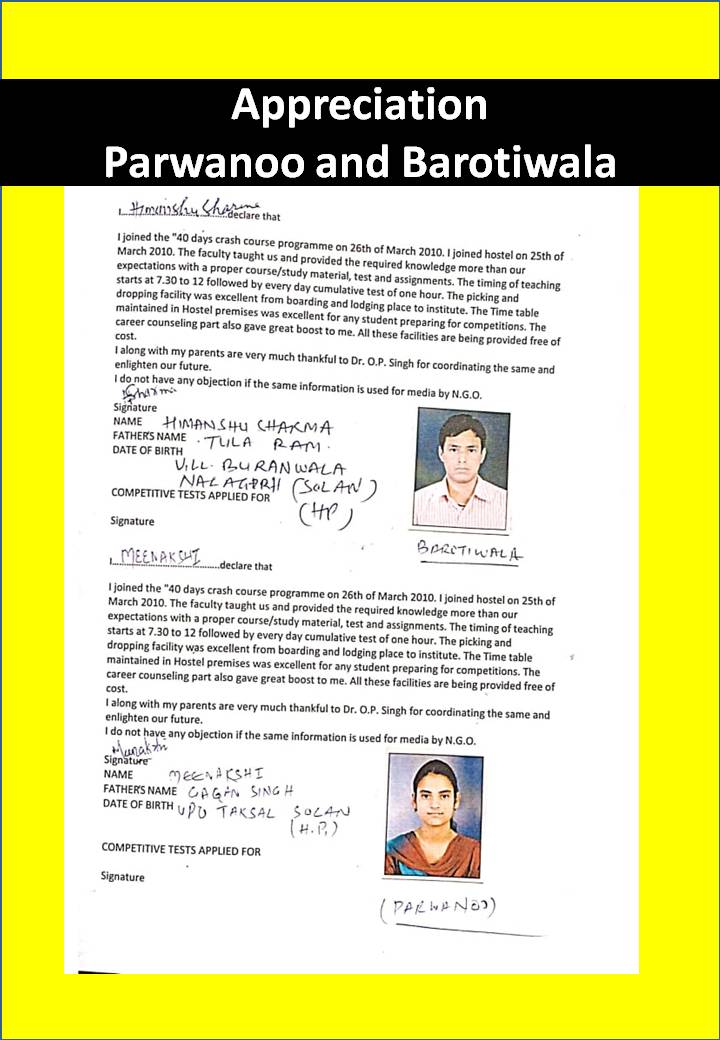 Appreciation
Parwanoo and Barotiwala
I Himanshu Sharma declare that
I joined the "40 days crash course programme on 26th of March 2010. I joined hostel on 25th of
March 2010. The faculty taught us and provided the required knowledge more than our
expectations with a proper course/study material, test and assignments. The timing of teaching
starts at 7.30 to 12 followed by every day cumulative test of one hour. The picking and
dropping facility was excellent from boarding and lodging place to institute. The Time table
maintained in Hostel premises was excellent for any student preparing for competitions. The
career counseling part also gave great boost to me. All these facilities are being provided free of
cost.
I along with my parents are very much thankful to Dr. O.P. Singh for coordinating the same and
enlighten our future.
I do not have any objection if the same information is used for media by N.G.O.
Sharma
Signature
NAME HIMANSHU SHARMA
FATHER'S NAME TULA RAM.
DATE OF BIRTH
VILL. BURANWALA
NALAGARH (SOLAN)
COMPETITIVE TESTS APPLIED FOR
(HP)
Signature
BAROTIWALA
I MEENAKSHI declare that
I joined the "40 days crash course programme on 26th of March 2010. I joined hostel on 25th of
March 2010. The faculty taught us and provided the required knowledge more than our
expectations with a proper course/study material, test and assignments. The timing of teaching
starts at 7.30 to 12 followed by every day cumulative test of one hour. The picking and
dropping facility was excellent from boarding and lodging place to institute. The Time table
maintained in Hostel premises was excellent for any student preparing for competitions. The
career counseling part also gave great boost to me. All these facilities are being provided free of
cost.
I along with my parents are very much thankful to Dr. O.P. Singh for coordinating the same and
enlighten our future.
I do not have any objection if the same information is used for media by N.G.O.
Meenakshi
Signature
NAME MEENAKSHI
FATHER'S NAME GAGAN SINGH
DATE OF BIRTH VPO TAKSAL SOLAN
(H.P.)
COMPETITIVE TESTS APPLIED FOR
Signature
(PARWANOO)